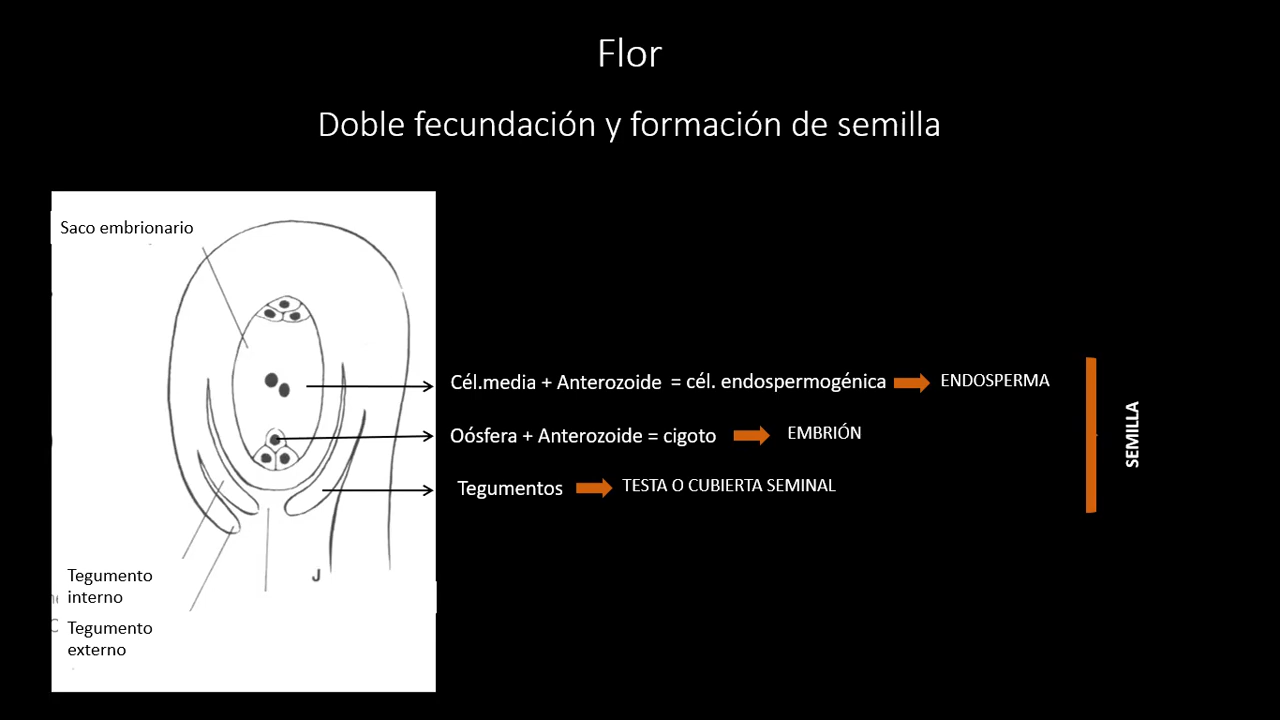 Flor
Doble fecundación y formación de semilla
Saco embrionario
Cél.media + Anterozoide = cél. endospermogénica
ENDOSPERMA
Oósfera + Anterozoide = cigoto
EMBRIÓN
Tegumentos
TESTA O CUBIERTA SEMINAL
SEMILLA
J
Tegumento
interno
Tegumento
externo